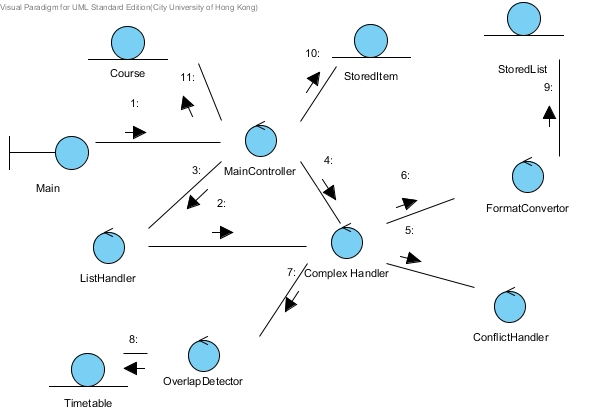 Visual Paradigm for UML Standard Edition(City University of Hong Kong)
10:
Course
StoredItem
StoredList
11:
9:
1:
3:
MainController
4:
Main
6:
2:
FormatConvertor
5:
ListHandler
7:
Complex Handler
ConflictHandler
8:
OverlapDetector
Timetable